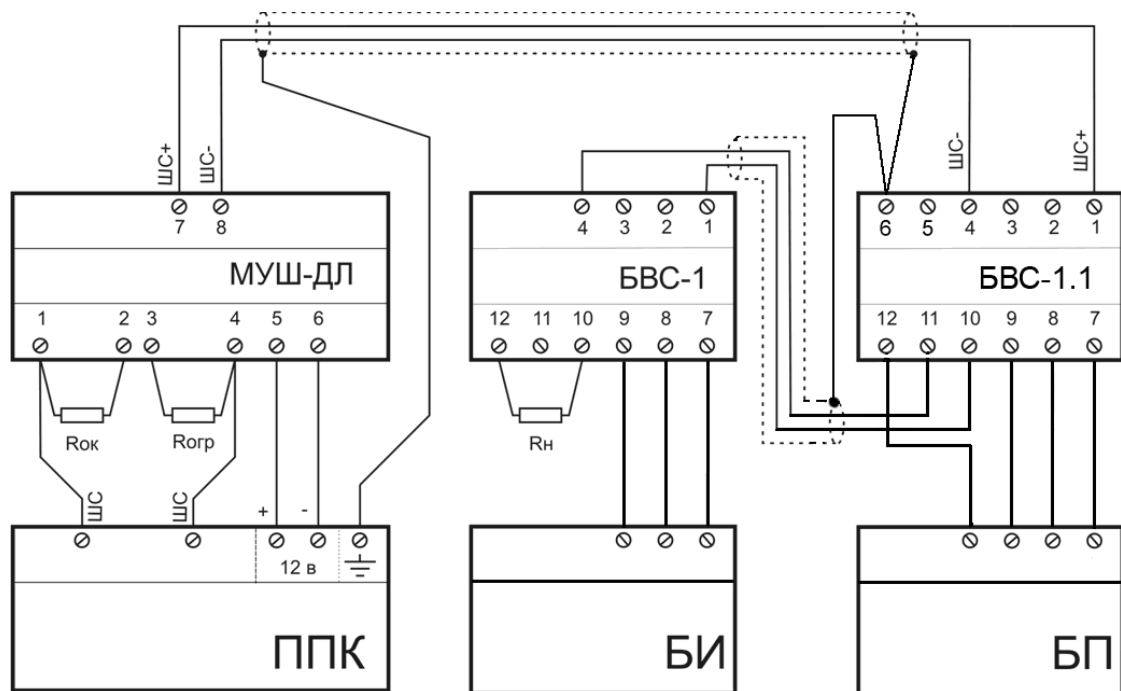 ШС+ ШС- ШС- ШС+
7 8
4 3 2 1
6 5 4 3 2 1
МУШ-ДЛ
БВС-1
БВС-1.1
1 2 3 4 5 6
12 11 10 9 8 7
12 11 10 9 8 7
Rок Rогр
Rн
ШС ШС + -
12 в
ППК
БИ
БП